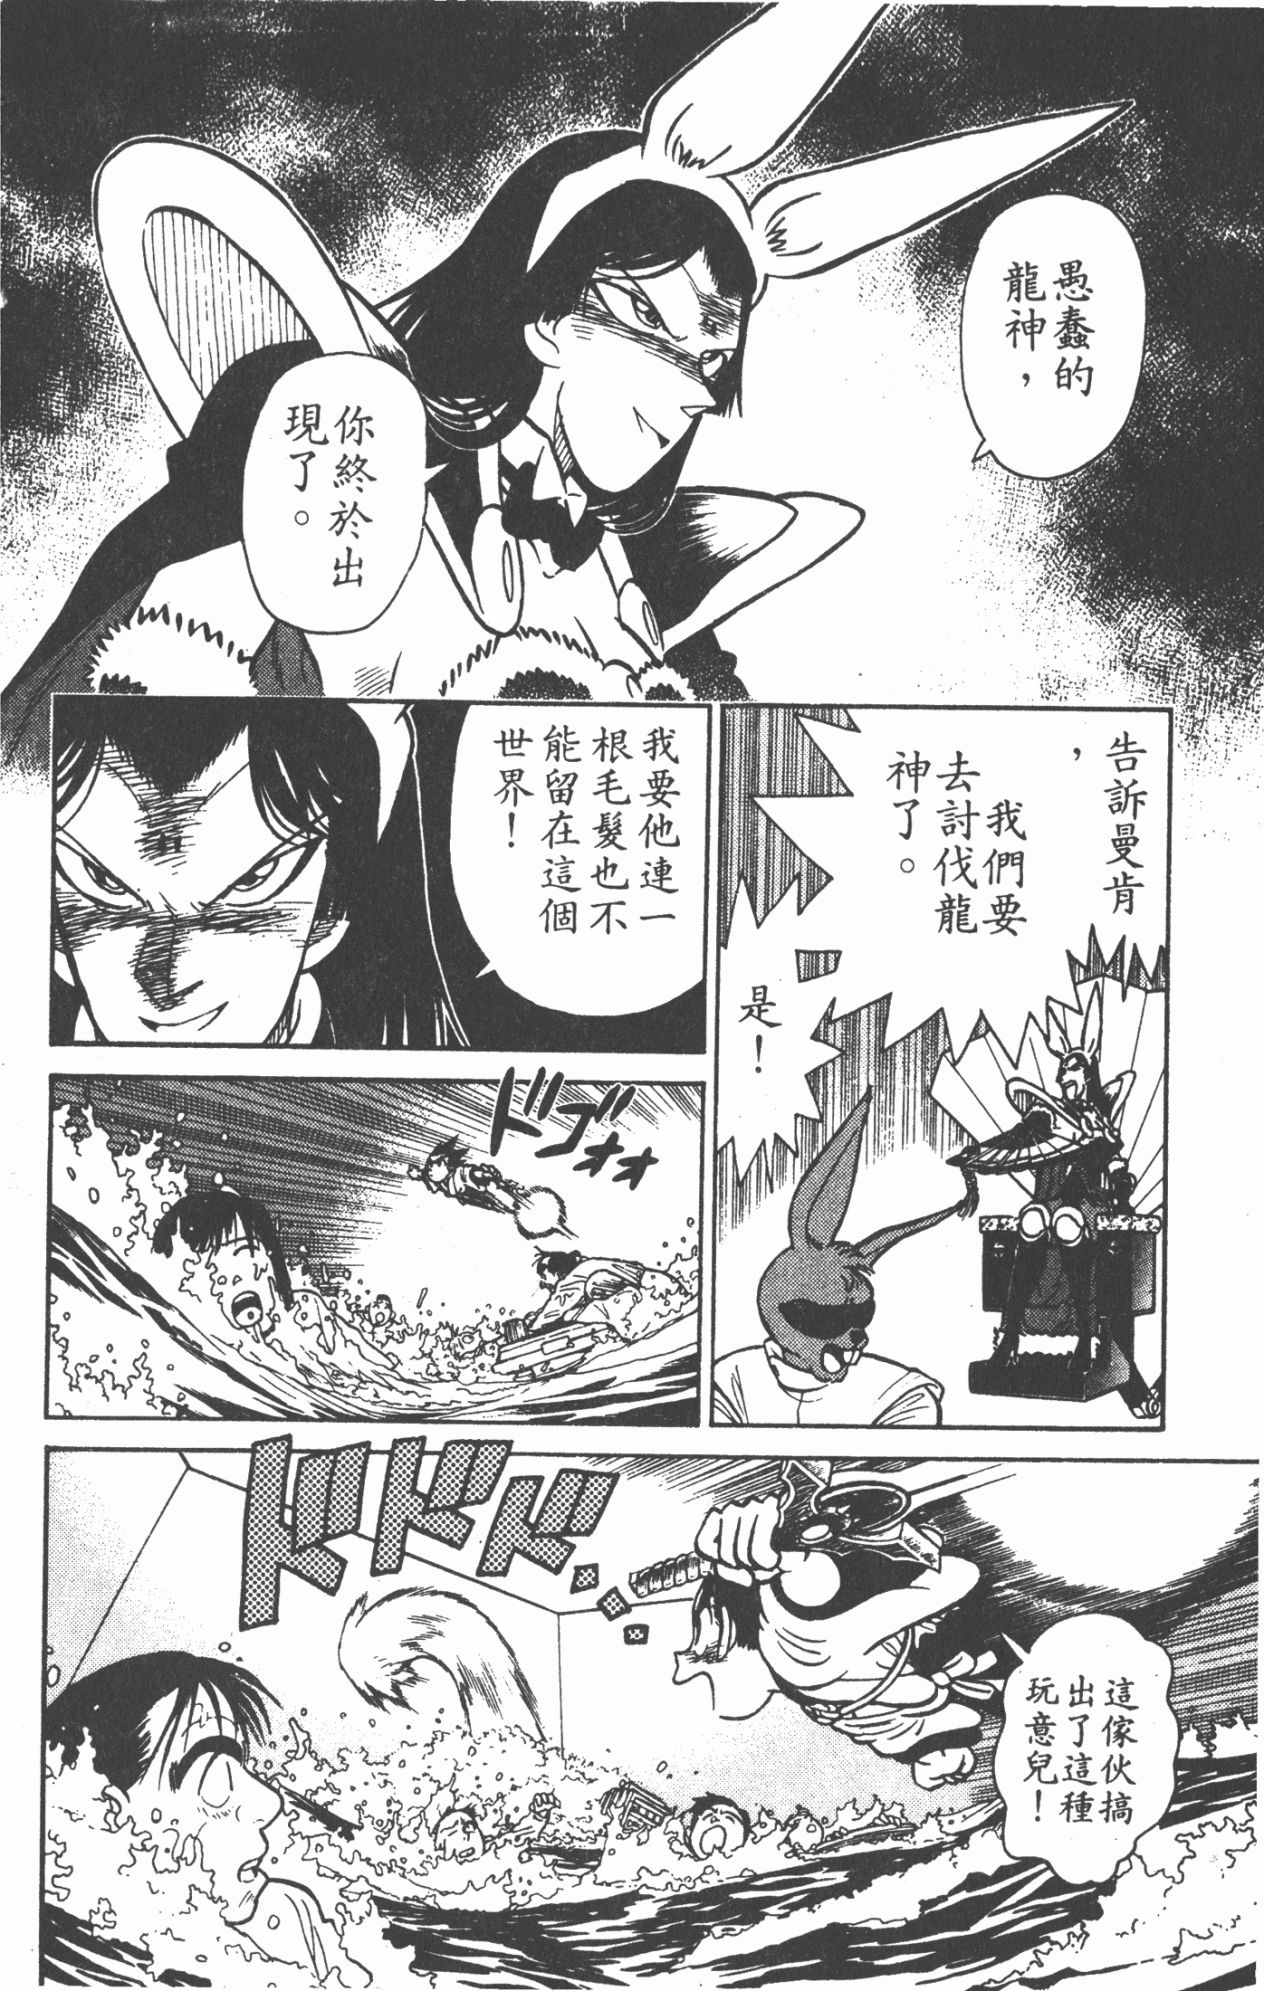 愚蠢的
龍神，
你終於出
現了。
告訴曼肯
，
我們要
去討伐龍
神了。
是！
我要他連一
根毛髮也不
能留在這個
世界！
ドゴォォ
ドドド
這傢伙搞
出了這種
玩意兒！